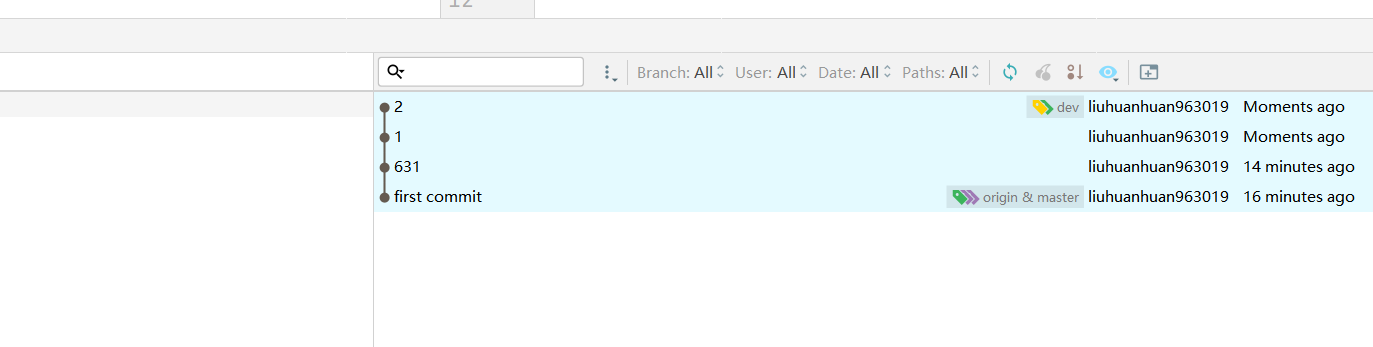 12
Branch: All User: All Date: All Paths: All
2 dev liuhuanhuan963019 Moments ago
1 liuhuanhuan963019 Moments ago
631 liuhuanhuan963019 14 minutes ago
first commit origin & master liuhuanhuan963019 16 minutes ago